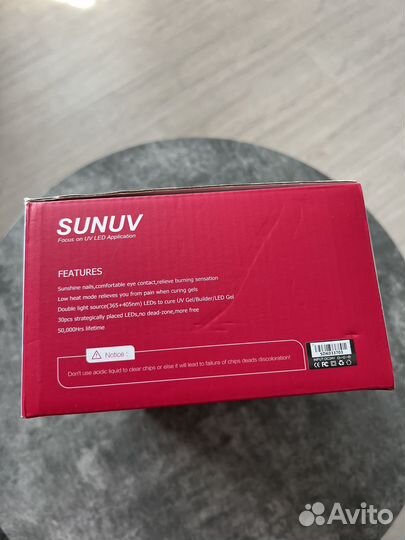 SUNUV
Focus on UV LED Application
FEATURES
Sunshine nails,comfortable eye contact,relieve burning sensation
Low heat mode relieves you from pain when curing gels
Double light source(365+405nm) LEDs to cure UV Gel/Builder/LED Gel
30pcs strategically placed LEDs,no dead-zone,more free
50,000Hrs lifetime
Notice :
Don't use acidic liquid to clear chips or else it will lead to failure of chips deads discoloration!
INPUT:DC24V
Avito